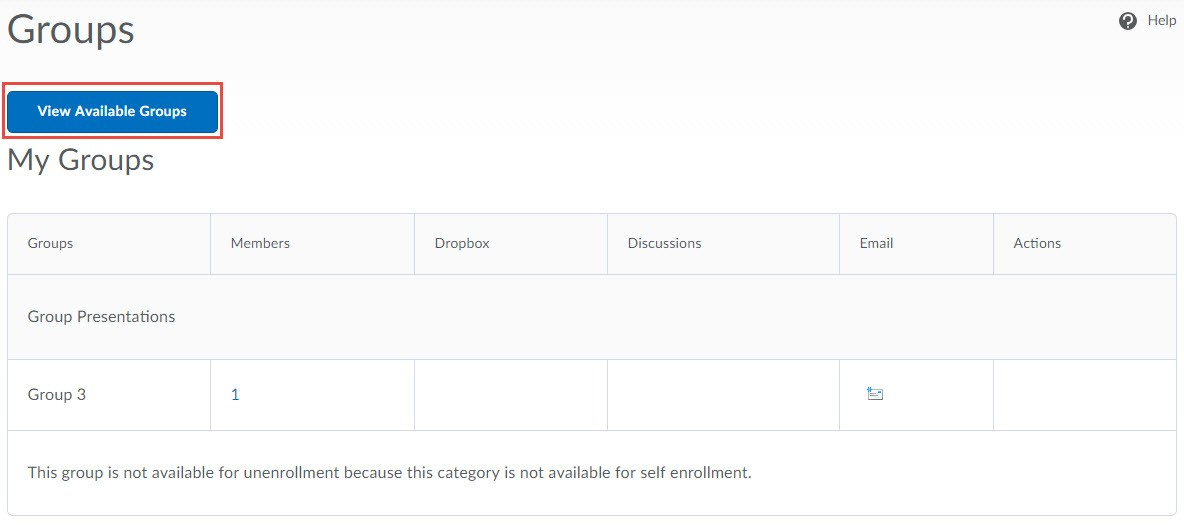 Groups
Help
View Available Groups
My Groups
Groups Members Dropbox Discussions Email Actions
Group Presentations
Group 3 1
This group is not available for unenrollment because this category is not available for self enrollment.